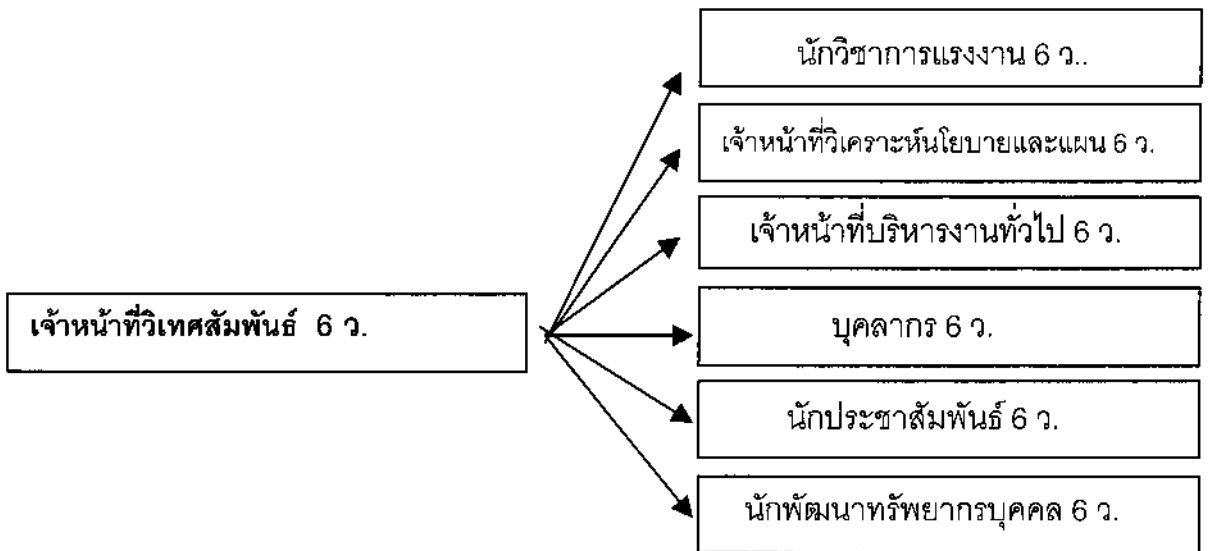 นักวิชาการแรงงาน 6 ว..
เจ้าหน้าที่วิเคราะห์นโยบายและแผน 6 ว.
เจ้าหน้าที่บริหารงานทั่วไป 6 ว.
เจ้าหน้าที่วิเทศสัมพันธ์ 6 ว.
บุคลากร 6 ว.
นักประชาสัมพันธ์ 6 ว.
นักพัฒนาทรัพยากรบุคคล 6 ว.